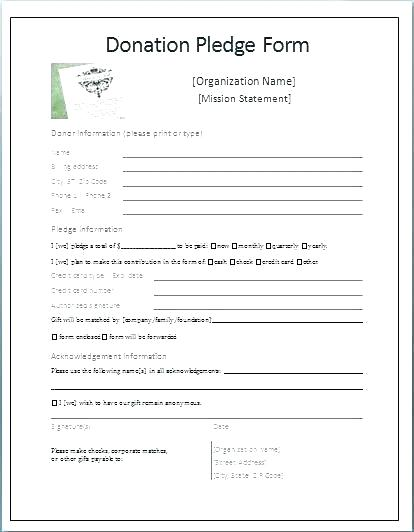 Donation Pledge Form
[Organization Name]
[Mission Statement]
Donor Information (please print or type)
Name
Billing address
City, ST Zip Code
Phone 1 | Phone 2
Fax | Email
Pledge Information
I [we] pledge a total of $____________ to be paid: ☐ now ☐ monthly ☐ quarterly ☐ yearly.
I [we] plan to make this contribution in the form of: ☐ cash ☐ check ☐ credit card ☐ other.
Credit card type | Exp. date
Credit card number
Authorized signature
Gift will be matched by [company/family/foundation]
☐ form enclosed ☐ form will be forwarded
Acknowledgement Information
Please use the following name[s] in all acknowledgements:
☐ I [we] wish to have our gift remain anonymous.
Signature(s)
Date
Please make checks, corporate matches,
or other gifts payable to:
[Organization Name]
[Street Address]
[City, State, ZIP Code]